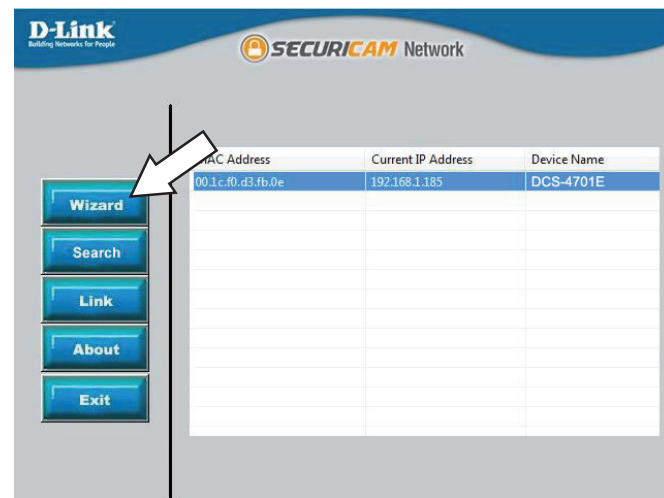 D-Link
Building Networks for People
SECURICAM Network
MAC Address Current IP Address Device Name
00.1c.f0.d3.fb.0e 192.168.1.185 DCS-4701E
Wizard
Search
Link
About
Exit